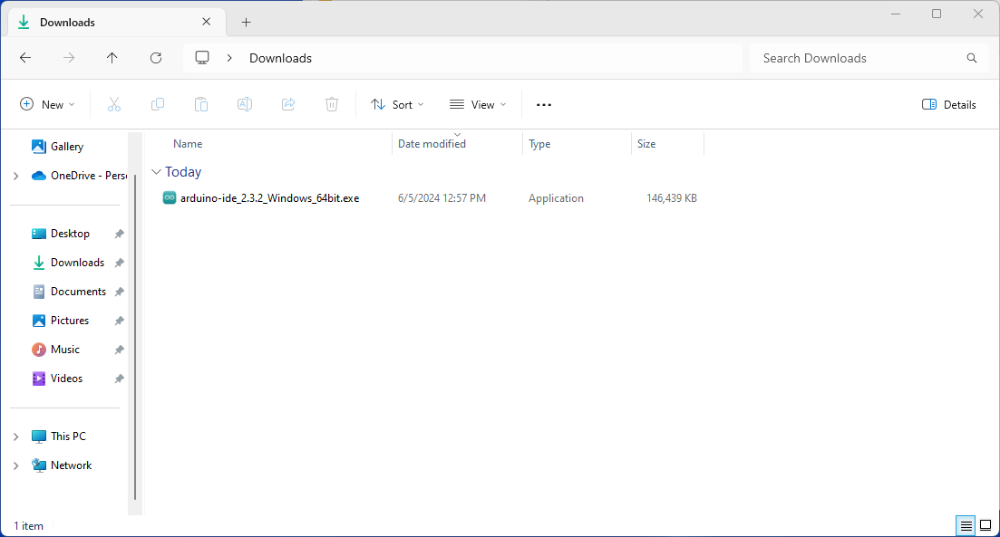 Downloads
Downloads
Search Downloads
New
Sort
View
Details
Gallery
OneDrive - Perso
Desktop
Downloads
Documents
Pictures
Music
Videos
This PC
Network
Name Date modified Type Size
Today
arduino-ide_2.3.2_Windows_64bit.exe 6/5/2024 12:57 PM Application 146,439 KB
1 item